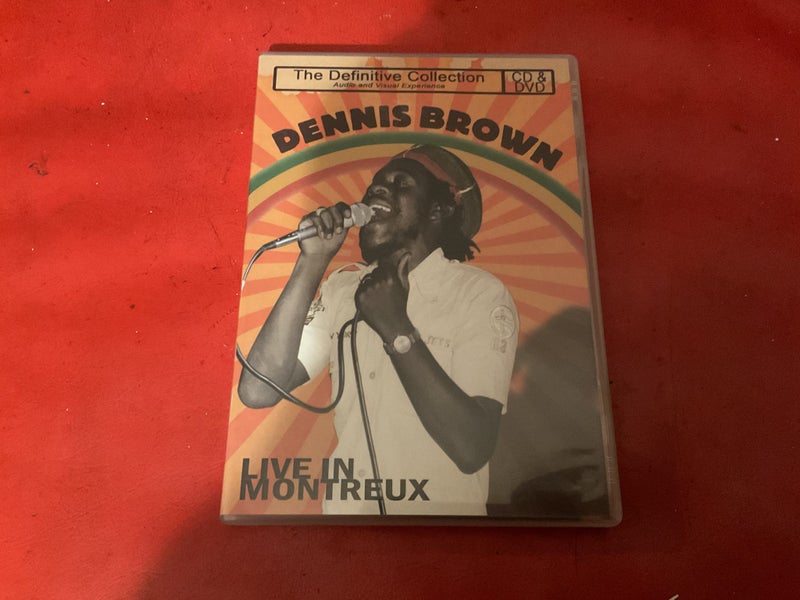 The Definitive Collection
Audio and Visual Experience
CD &
DVD
DENNIS BROWN
LIVE IN
MONTREUX